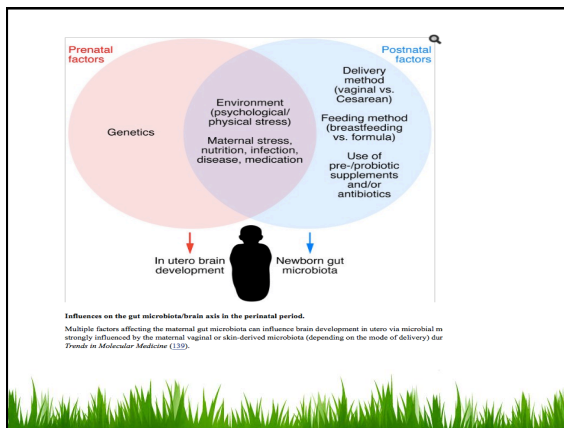 Prenatal
factors
Postnatal
factors
Genetics
Environment
(psychological/
physical stress)
Maternal stress,
nutrition, infection,
disease, medication
Delivery
method
(vaginal vs.
Cesarean)
Feeding method
(breastfeeding
vs. formula)
Use of
pre-/probiotic
supplements
and/or
antibiotics
In utero brain
development
Newborn gut
microbiota
Influences on the gut microbiota/brain axis in the perinatal period.
Multiple factors affecting the maternal gut microbiota can influence brain development in utero via microbial m
strongly influenced by the maternal vaginal or skin-derived microbiota (depending on the mode of delivery) dur
Trends in Molecular Medicine (139).